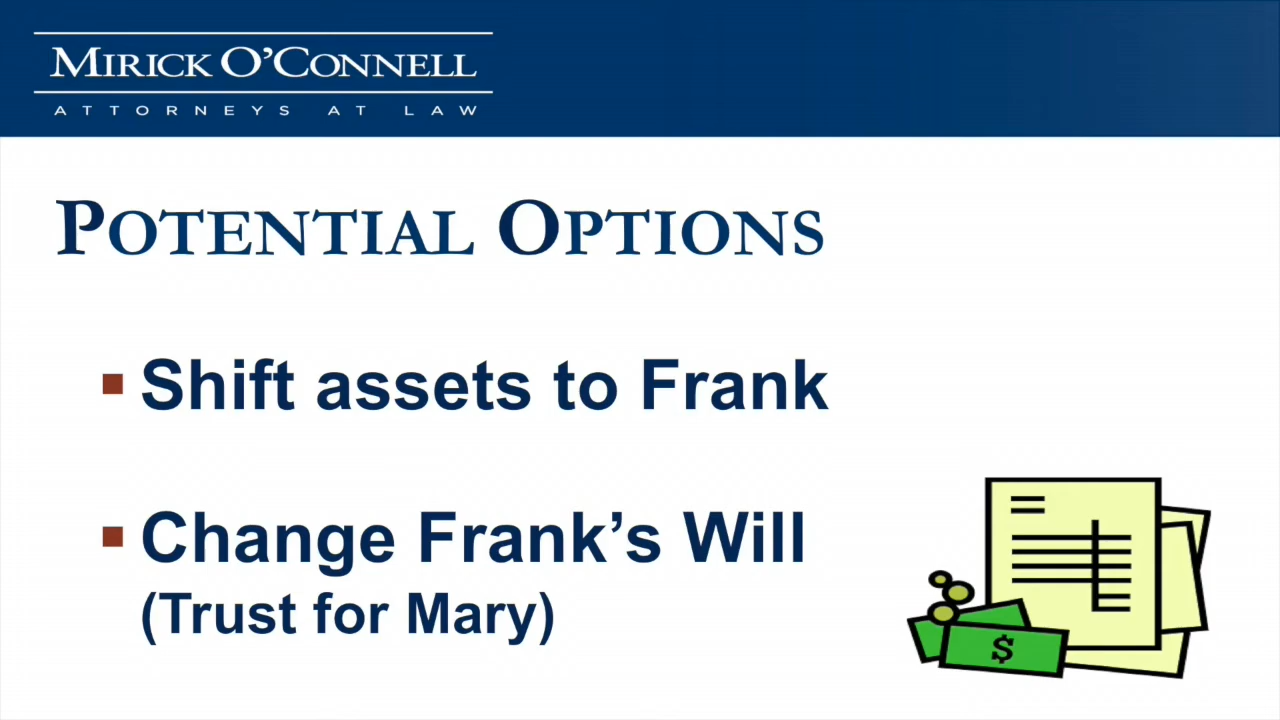 MIRICK O’CONNELL
ATTORNEYS AT LAW
POTENTIAL OPTIONS
▪ Shift assets to Frank
▪ Change Frank’s Will
(Trust for Mary)
$